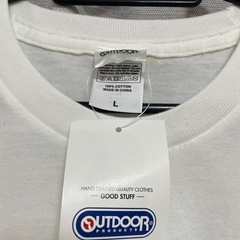 OUTDOOR
100% COTTON
MADE IN CHINA
L
HAND CRAFTED QUALITY CLOTHES
GOOD STUFF
OUTDOOR
PRODUCTS